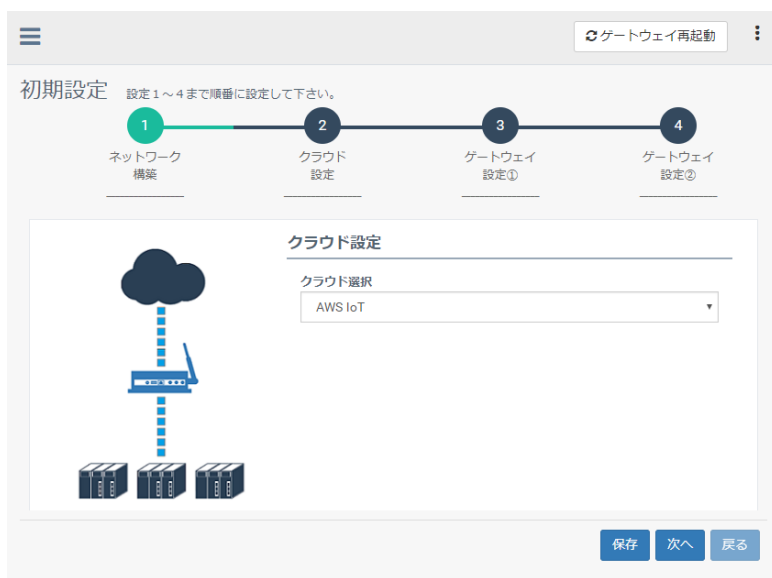 ゲートウェイ再起動
初期設定 設定1～4まで順番に設定して下さい。
1 2 3 4
ネットワーク
構築
クラウド
設定
ゲートウェイ
設定①
ゲートウェイ
設定②
クラウド設定
クラウド選択
AWS IoT
保存 次へ 戻る